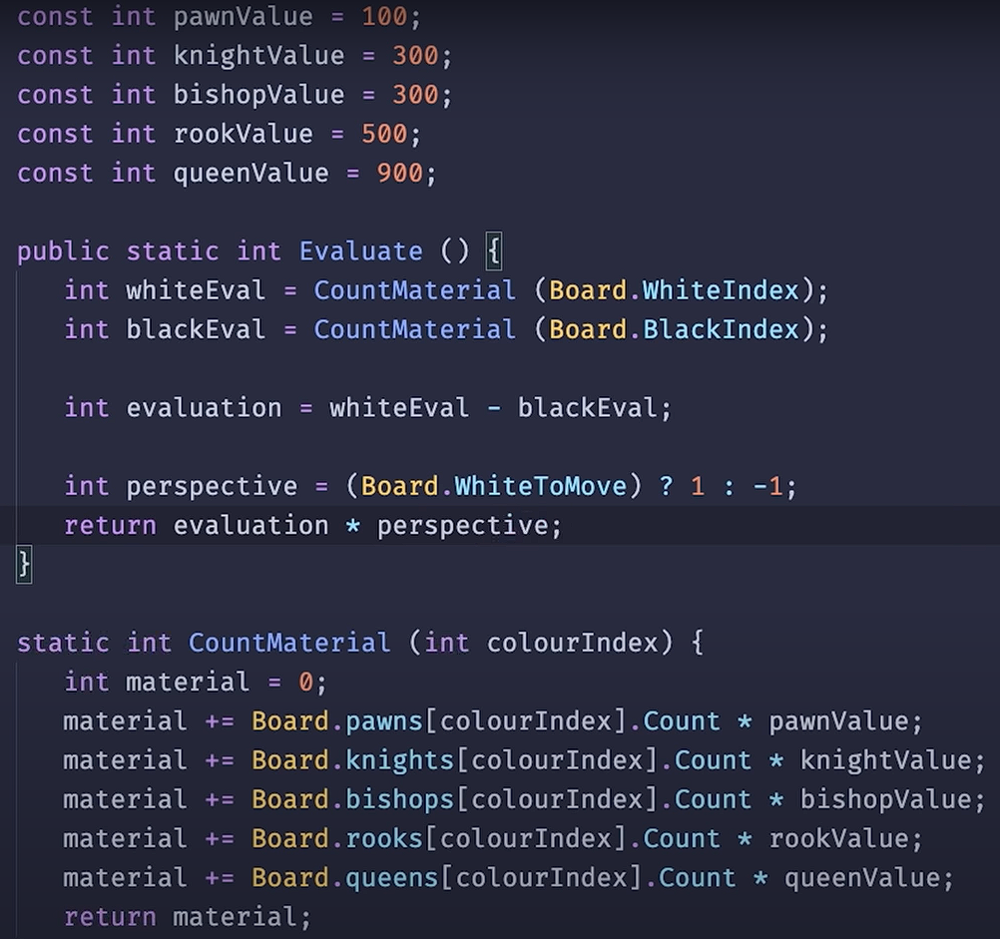 const int pawnValue = 100;
const int knightValue = 300;
const int bishopValue = 300;
const int rookValue = 500;
const int queenValue = 900;
public static int Evaluate () {
int whiteEval = CountMaterial (Board.WhiteIndex);
int blackEval = CountMaterial (Board.BlackIndex);
int evaluation = whiteEval - blackEval;
int perspective = (Board.WhiteToMove) ? 1 : -1;
return evaluation * perspective;
}
static int CountMaterial (int colourIndex) {
int material = 0;
material += Board.pawns[colourIndex].Count * pawnValue;
material += Board.knights[colourIndex].Count * knightValue;
material += Board.bishops[colourIndex].Count * bishopValue;
material += Board.rooks[colourIndex].Count * rookValue;
material += Board.queens[colourIndex].Count * queenValue;
return material;